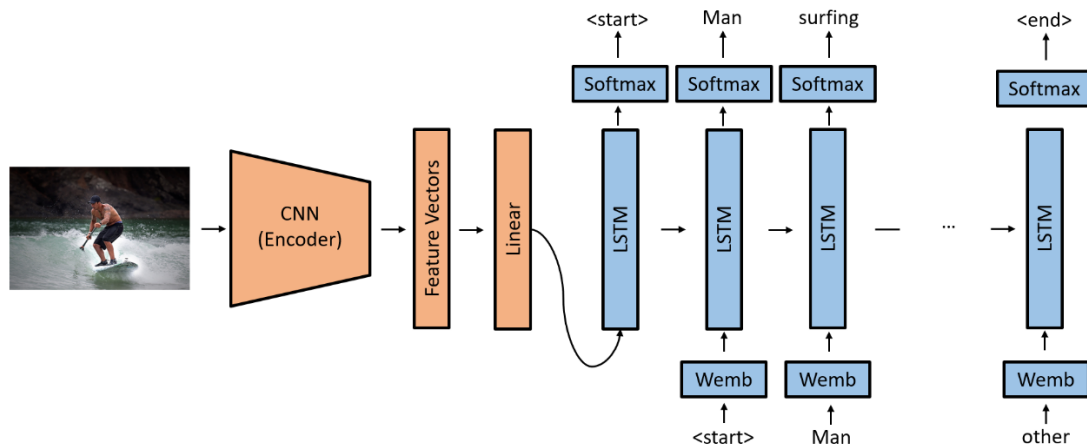 <start> Man surfing <end>
Softmax Softmax Softmax Softmax
CNN
(Encoder)
Feature Vectors
Linear
LSTM LSTM LSTM ... LSTM
Wemb Wemb Wemb
<start> Man other